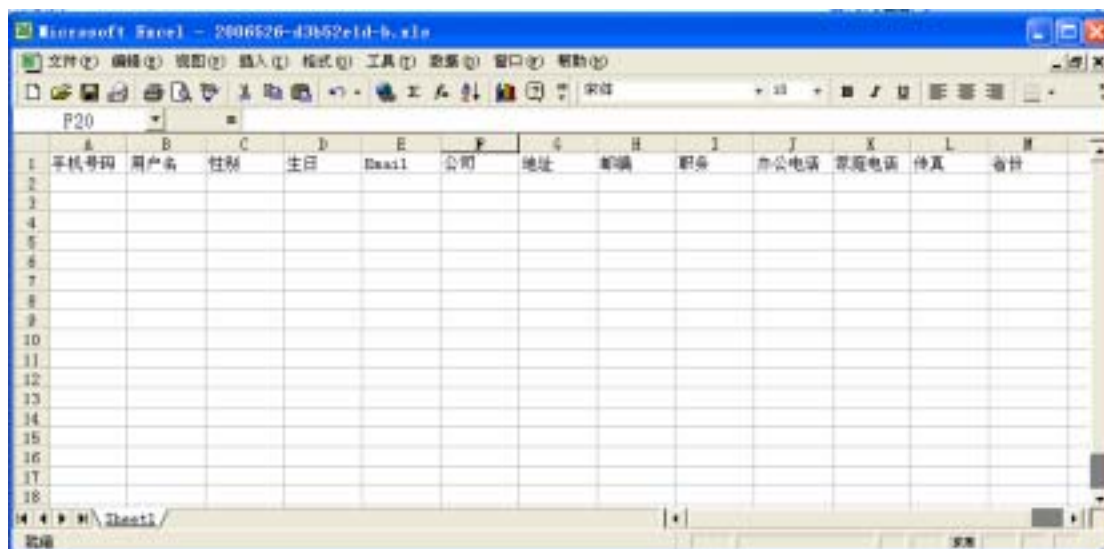 Microsoft Excel - 2006526-d3b52e1d-b.xls
文件(F) 编辑(E) 视图(V) 插入(I) 格式(O) 工具(T) 数据(D) 窗口(W) 帮助(H)
宋体 10 B I U
=
A B C D E F G H I J K L M
1 手机号码 用户名 性别 生日 Email 公司 地址 邮编 职务 办公电话 家庭电话 传真 省份
2
3
4
5
6
7
8
9
10
11
12
13
14
15
16
17
18
Sheet1
就绪